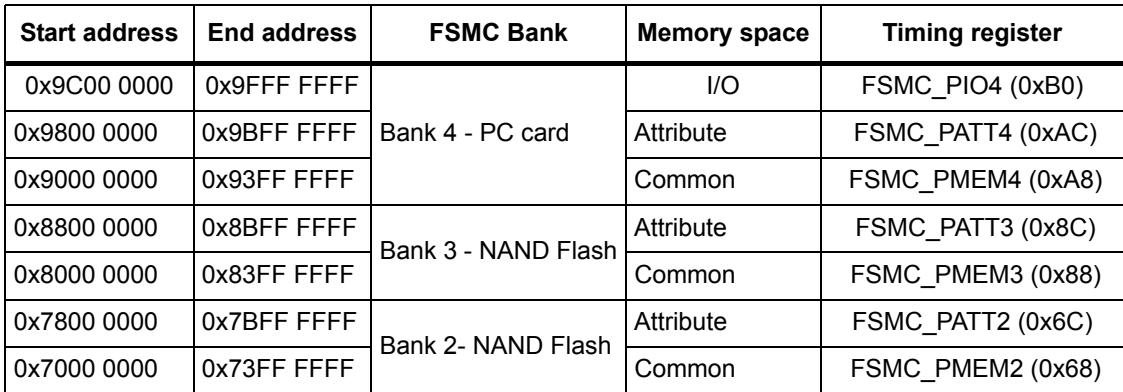 Start address End address FSMC Bank Memory space Timing register
0x9C00 0000 0x9FFF FFFF I/O FSMC_PIO4 (0xB0)
0x9800 0000 0x9BFF FFFF Bank 4 - PC card Attribute FSMC_PATT4 (0xAC)
0x9000 0000 0x93FF FFFF Common FSMC_PMEM4 (0xA8)
0x8800 0000 0x8BFF FFFF Bank 3 - NAND Flash Attribute FSMC_PATT3 (0x8C)
0x8000 0000 0x83FF FFFF Common FSMC_PMEM3 (0x88)
0x7800 0000 0x7BFF FFFF Bank 2- NAND Flash Attribute FSMC_PATT2 (0x6C)
0x7000 0000 0x73FF FFFF Common FSMC_PMEM2 (0x68)